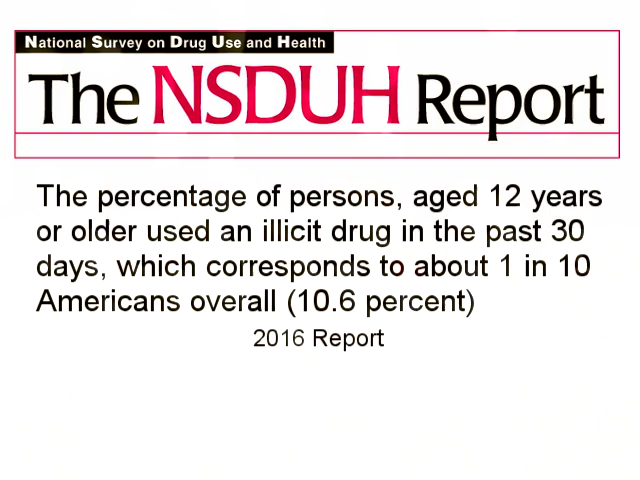 National Survey on Drug Use and Health
The NSDUH Report
The percentage of persons, aged 12 years
or older used an illicit drug in the past 30
days, which corresponds to about 1 in 10
Americans overall (10.6 percent)
2016 Report